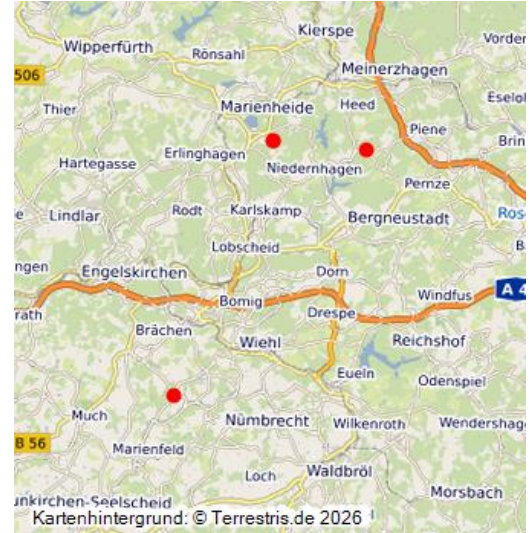 Kierspe
Wipperfürth
Rönsahl
Vorder
506
Meinerzhagen
Thier
Marienheide
Heed
Eselol
Piene
Brin
Erlinghagen
Hartegasse
Niedernhagen
Pernze
Rodt
Karlskamp
Lindlar
Bergneustadt
Ros
Lobscheid
ngen
Engelskirchen
Dorn
Windfus
A 4
rath
Bomig
Drespe
Brächen
Wiehl
Reichshof
Eueln
Odenspiel
Much
Nümbrecht
Wilkenroth
Wendershage
B 56
Marienfeld
Loch
Waldbröl
Morsbach
unkirchen-Seelscheid
Kartenhintergrund: © Terrestris.de 2026